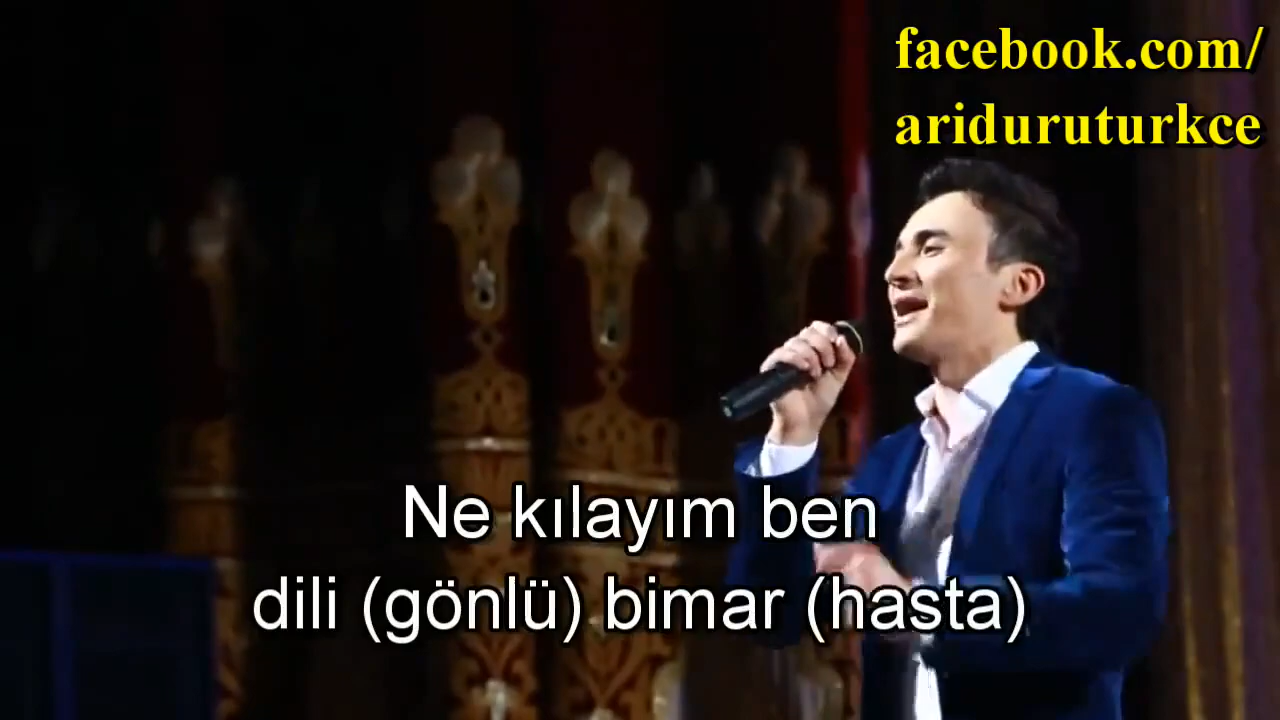 facebook.com/
ariduruturkce
Ne kılayım ben
dili (gönlü) bimar (hasta)